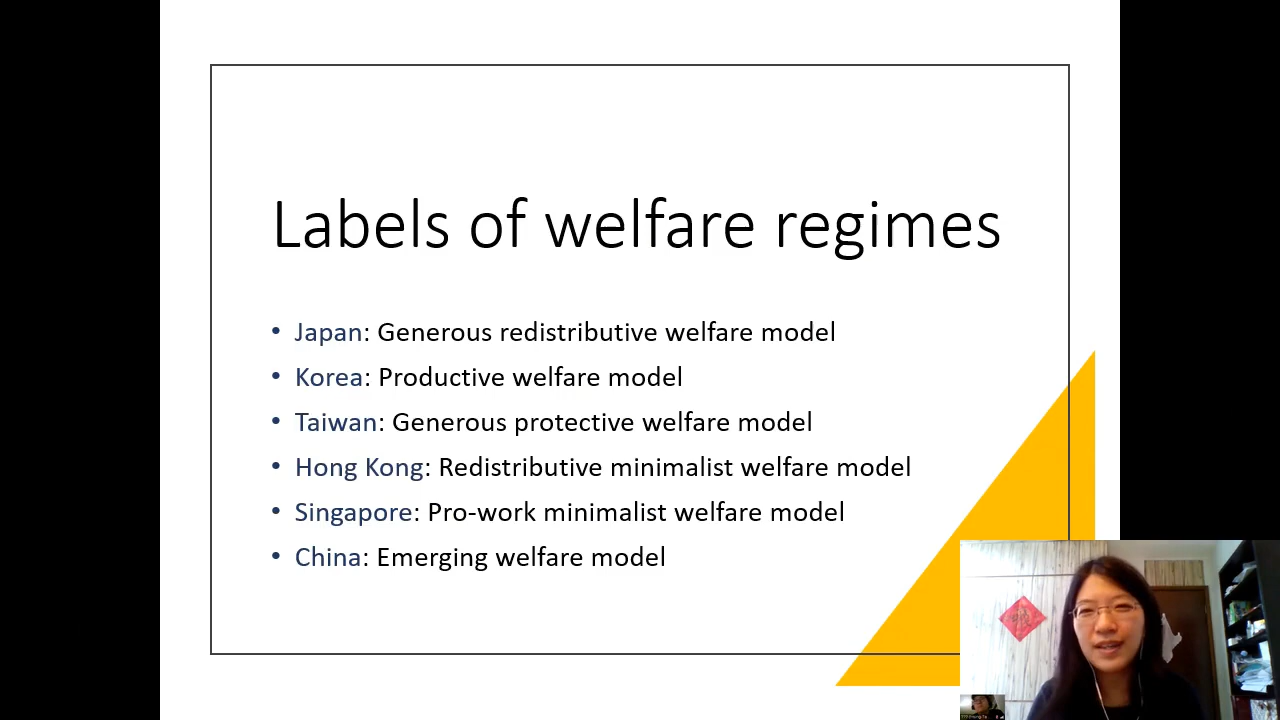 Labels of welfare regimes
• Japan: Generous redistributive welfare model
• Korea: Productive welfare model
• Taiwan: Generous protective welfare model
• Hong Kong: Redistributive minimalist welfare model
• Singapore: Pro-work minimalist welfare model
• China: Emerging welfare model